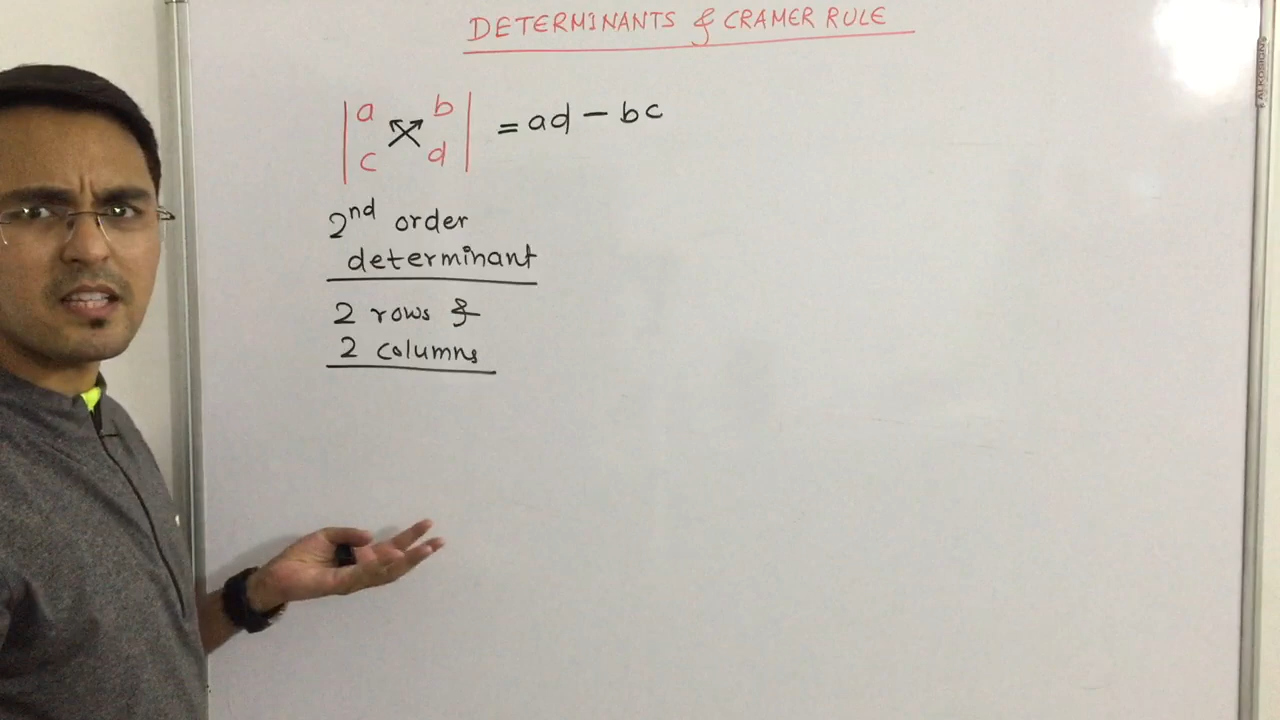 DETERMINANTS & CRAMER RULE
|a b|
|c d| = ad - bc
2nd order
determinant
2 rows &
2 columns